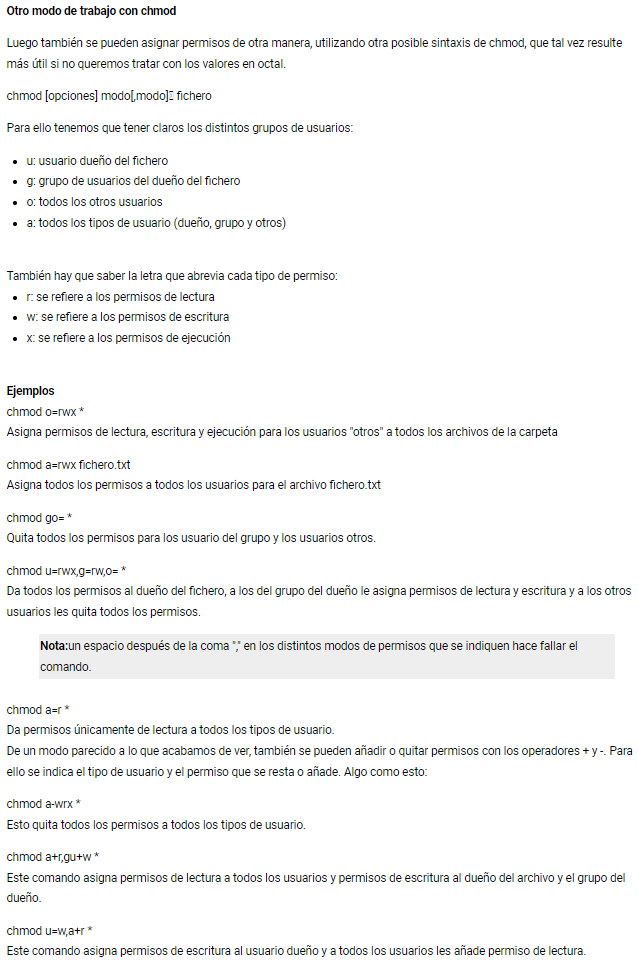 Otro modo de trabajo con chmod
Luego también se pueden asignar permisos de otra manera, utilizando otra posible sintaxis de chmod, que tal vez resulte
más útil si no queremos tratar con los valores en octal.
chmod [opciones] modo[,modo] fichero
Para ello tenemos que tener claros los distintos grupos de usuarios:
• u: usuario dueño del fichero
• g: grupo de usuarios del dueño del fichero
• o: todos los otros usuarios
• a: todos los tipos de usuario (dueño, grupo y otros)
También hay que saber la letra que abrevia cada tipo de permiso:
• r: se refiere a los permisos de lectura
• w: se refiere a los permisos de escritura
• x: se refiere a los permisos de ejecución
Ejemplos
chmod o=rwx *
Asigna permisos de lectura, escritura y ejecución para los usuarios "otros" a todos los archivos de la carpeta
chmod a=rwx fichero.txt
Asigna todos los permisos a todos los usuarios para el archivo fichero.txt
chmod go= *
Quita todos los permisos para los usuario del grupo y los usuarios otros.
chmod u=rwx,g=rw,o= *
Da todos los permisos al dueño del fichero, a los del grupo del dueño le asigna permisos de lectura y escritura y a los otros
usuarios les quita todos los permisos.
Nota:un espacio después de la coma "," en los distintos modos de permisos que se indiquen hace fallar el
comando.
chmod a=r *
Da permisos únicamente de lectura a todos los tipos de usuario.
De un modo parecido a lo que acabamos de ver, también se pueden añadir o quitar permisos con los operadores + y -. Para
ello se indica el tipo de usuario y el permiso que se resta o añade. Algo como esto:
chmod a-wrx *
Esto quita todos los permisos a todos los tipos de usuario.
chmod a+r,gu+w *
Este comando asigna permisos de lectura a todos los usuarios y permisos de escritura al dueño del archivo y el grupo del
dueño.
chmod u=w,a+r *
Este comando asigna permisos de escritura al usuario dueño y a todos los usuarios les añade permiso de lectura.